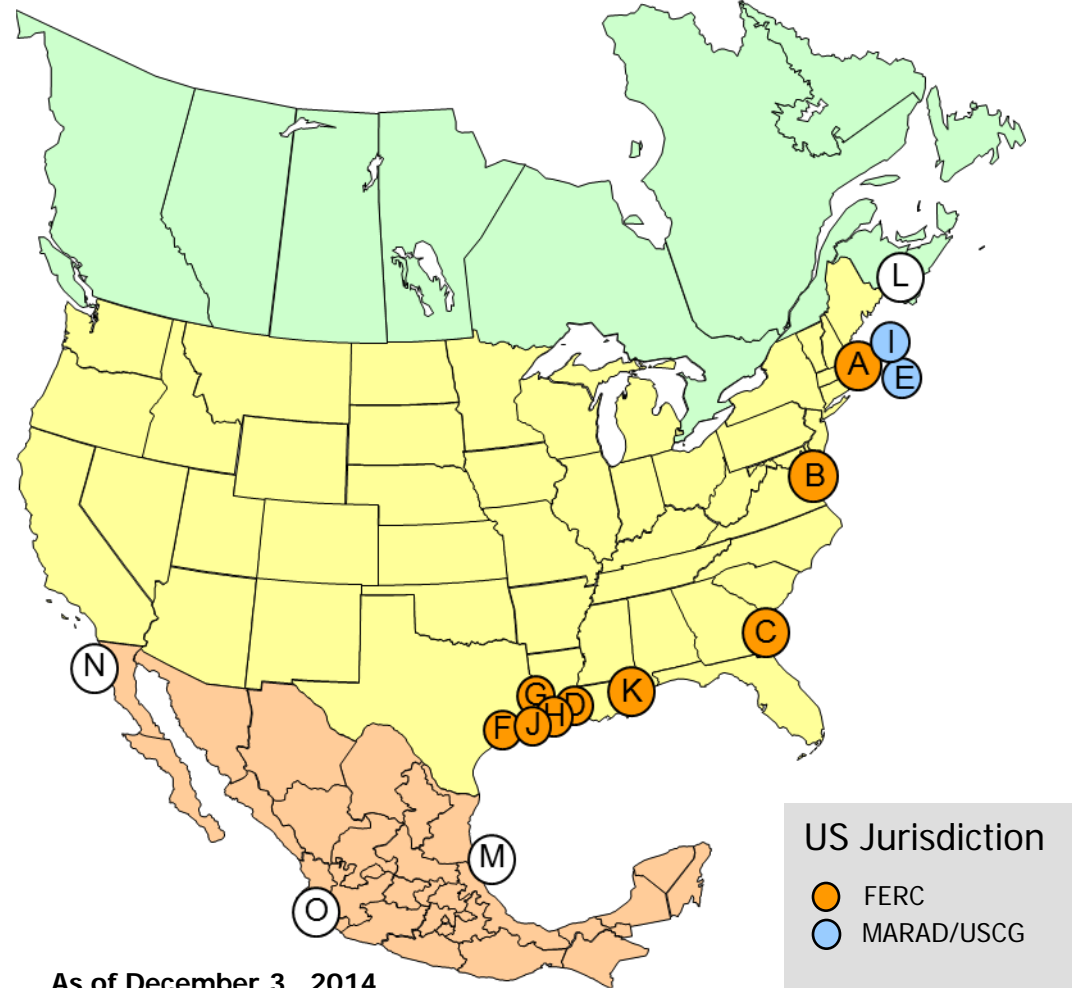 L
I
A
E
B
C
N
G
K
D
H
F
J
M
O
US Jurisdiction
FERC
MARAD/USCG
As of December 3, 2014